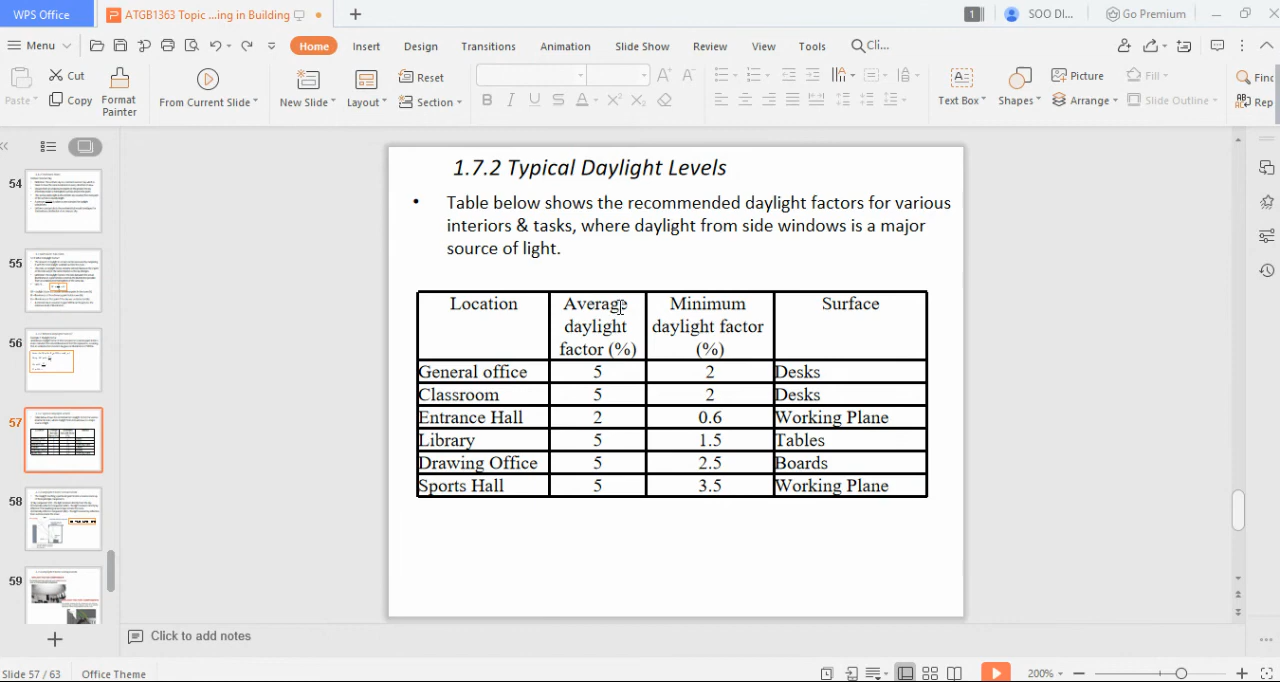 WPS Office
ATGB1363 Topic ...ing in Building
1
SOO DI...
Go Premium
Menu
Home
Insert
Design
Transitions
Animation
Slide Show
Review
View
Tools
Cli...
Paste
Cut
Copy
Format Painter
From Current Slide
New Slide
Layout
Reset
Section
B I U S A X² X₂
Text Box
Shapes
Picture
Arrange
Fill
Slide Outline
Find
Rep
54
55
56
57
58
59
1.7.2 Typical Daylight Levels
• Table below shows the recommended daylight factors for various
interiors & tasks, where daylight from side windows is a major
source of light.
Location Average daylight factor (%) Minimum daylight factor (%) Surface
General office 5 2 Desks
Classroom 5 2 Desks
Entrance Hall 2 0.6 Working Plane
Library 5 1.5 Tables
Drawing Office 5 2.5 Boards
Sports Hall 5 3.5 Working Plane
Click to add notes
Slide 57 / 63
Office Theme
200%